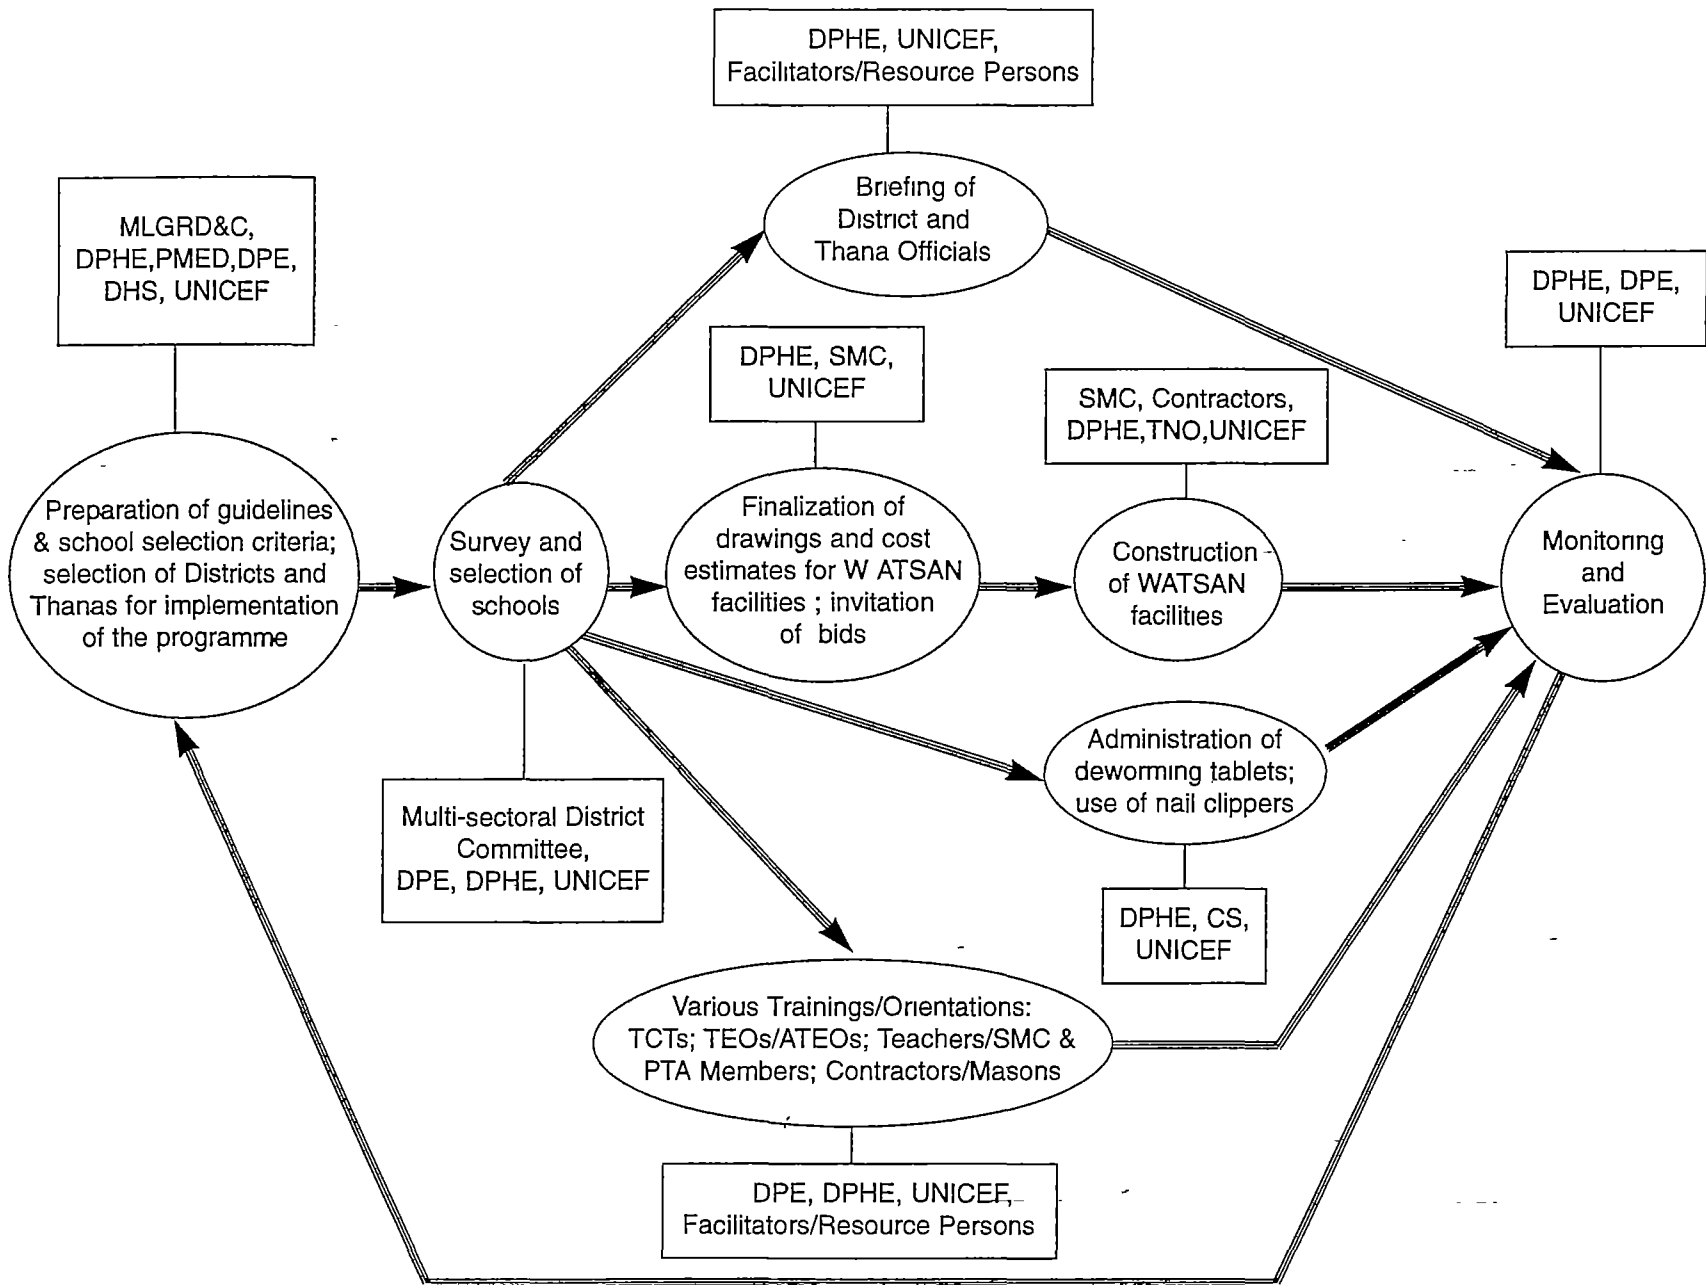 DPHE, UNICEF,
Facilitators/Resource Persons
Briefing of
District and
Thana Officials
MLGRD&C,
DPHE,PMED,DPE,
DHS, UNICEF
DPHE, DPE,
UNICEF
DPHE, SMC,
UNICEF
SMC, Contractors,
DPHE,TNO,UNICEF
Preparation of guidelines
& school selection criteria;
selection of Districts and
Thanas for implementation
of the programme
Survey and
selection of
schools
Finalization of
drawings and cost
estimates for W ATSAN
facilities ; invitation
of bids
Construction
of WATSAN
facilities
Monitoring
and
Evaluation
Administration of
deworming tablets;
use of nail clippers
Multi-sectoral District
Committee,
DPE, DPHE, UNICEF
DPHE, CS,
UNICEF
Various Trainings/Orientations:
TCTs; TEOs/ATEOs; Teachers/SMC &
PTA Members; Contractors/Masons
DPE, DPHE, UNICEF,
Facilitators/Resource Persons